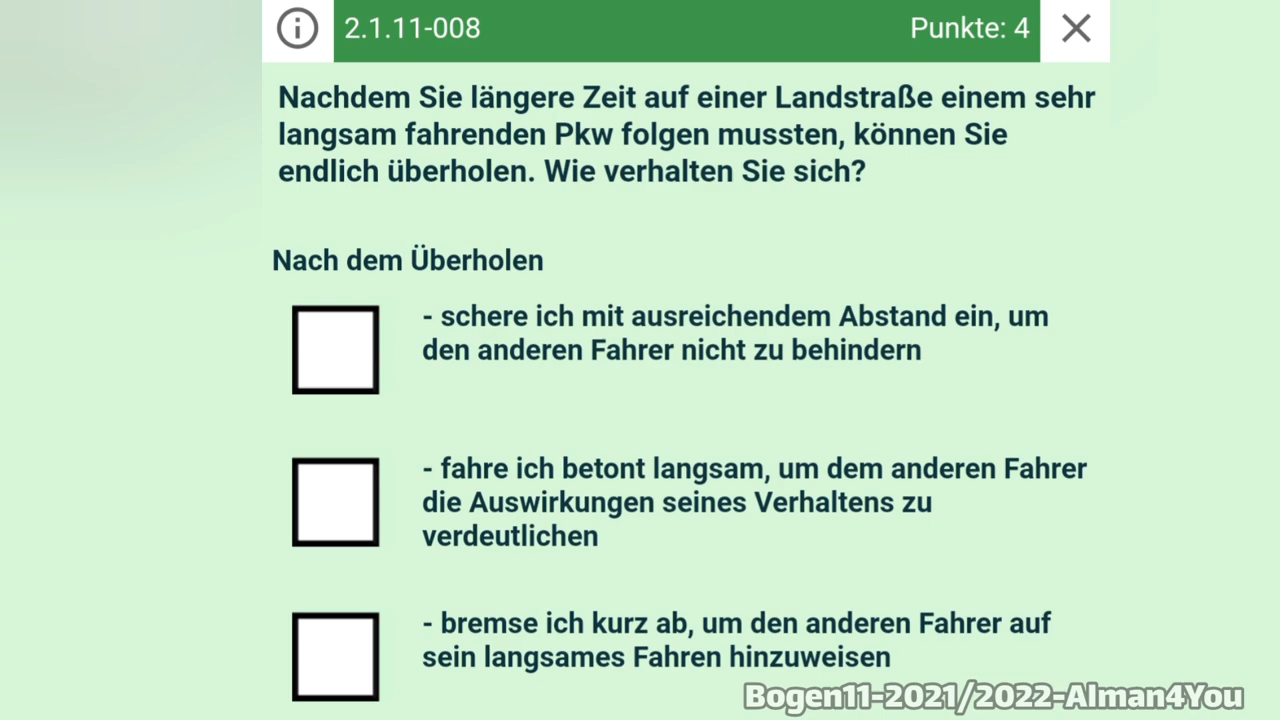 2.1.11-008
Punkte: 4
Nachdem Sie längere Zeit auf einer Landstraße einem sehr
langsam fahrenden Pkw folgen mussten, können Sie
endlich überholen. Wie verhalten Sie sich?
Nach dem Überholen
- schere ich mit ausreichendem Abstand ein, um
den anderen Fahrer nicht zu behindern
- fahre ich betont langsam, um dem anderen Fahrer
die Auswirkungen seines Verhaltens zu
verdeutlichen
- bremse ich kurz ab, um den anderen Fahrer auf
sein langsames Fahren hinzuweisen
Bogen11-2021/2022-Alman4You